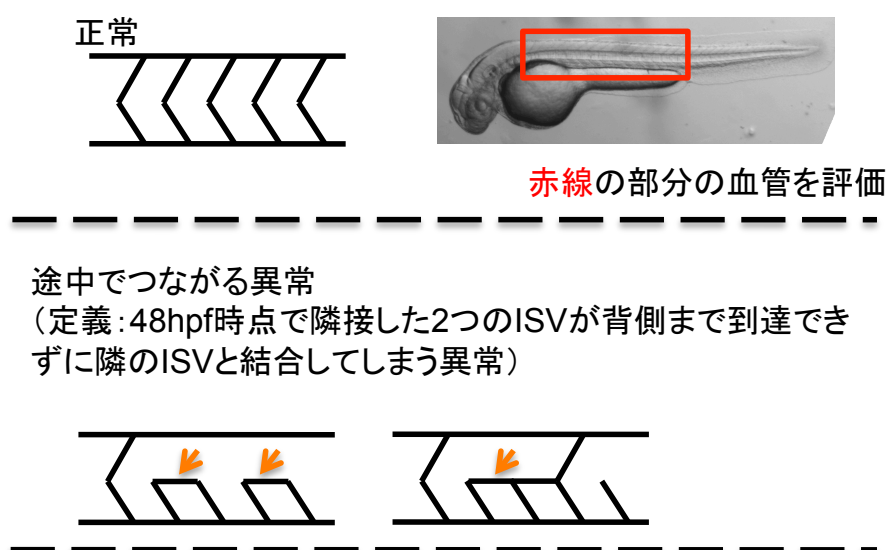 正常
赤線の部分の血管を評価
途中でつながる異常
（定義：48hpf時点で隣接した2つのISVが背側まで到達でき
ずに隣のISVと結合してしまう異常）